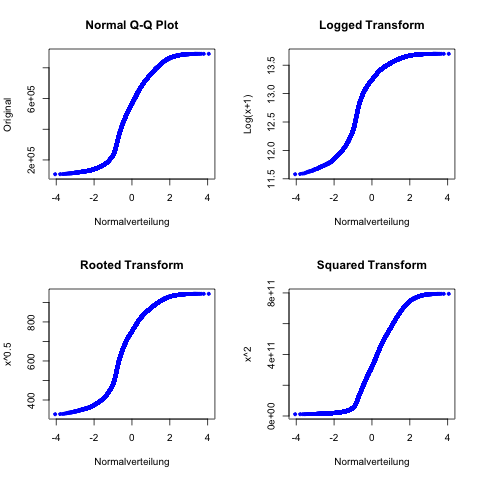 Normal Q-Q Plot
Original
2e+05
6e+05
-4 -2 0 2 4
Normalverteilung
Logged Transform
Log(x+1)
11.5 12.0 12.5 13.0 13.5
-4 -2 0 2 4
Normalverteilung
Rooted Transform
x^0.5
400 600 800
-4 -2 0 2 4
Normalverteilung
Squared Transform
x^2
0e+00 4e+11 8e+11
-4 -2 0 2 4
Normalverteilung